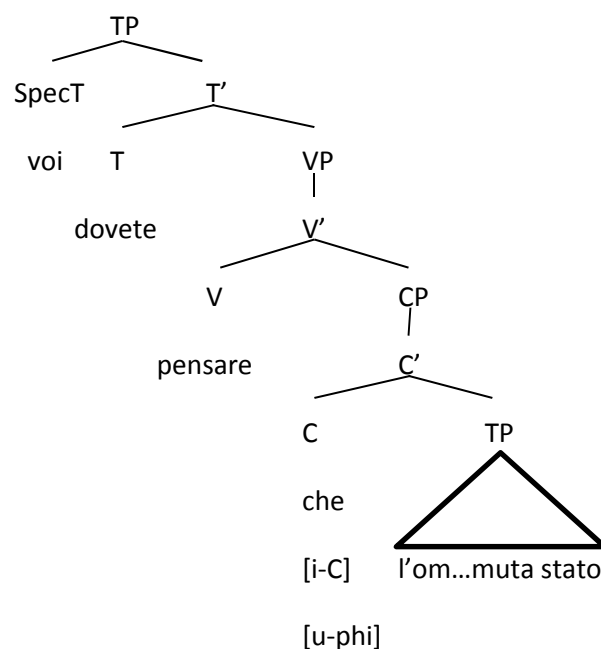 TP
SpecT T’
voi T VP
dovete V’
V CP
pensare C’
C TP
che
[i-C] l’om...muta stato
[u-phi]